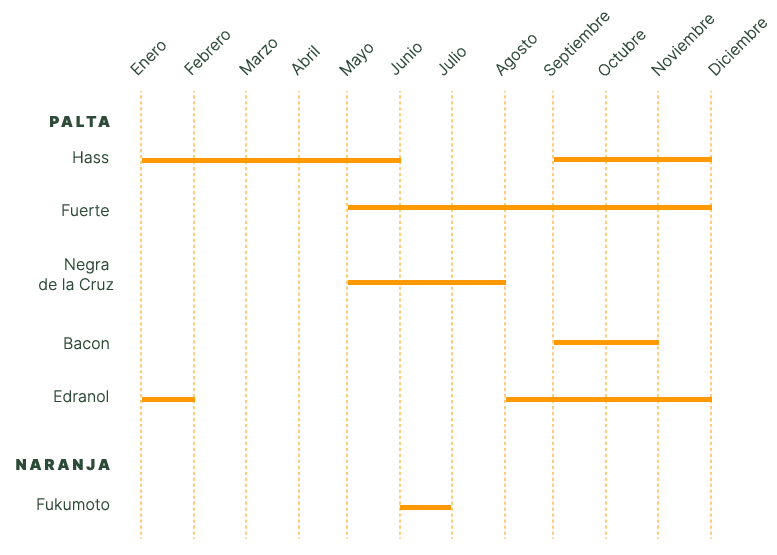 Enero
Febrero
Marzo
Abril
Mayo
Junio
Julio
Agosto
Septiembre
Octubre
Noviembre
Diciembre
PALTA
Hass
Fuerte
Negra
de la Cruz
Bacon
Edranol
NARANJA
Fukumoto